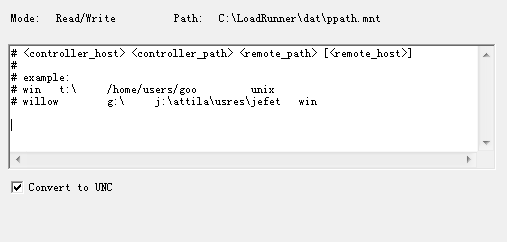 Mode: Read/Write Path: C:\LoadRunner\dat\ppath.mnt
# <controller_host> <controller_path> <remote_path> [<remote_host>]
#
# example:
# win t:\ /home/users/goo unix
# willow g:\ j:\attila\usres\jefet win
Convert to UNC